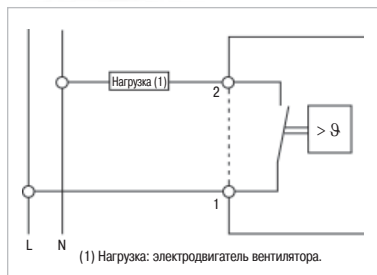 Нагрузка (1)
2
> ϑ
1
L N
(1) Нагрузка: электродвигатель вентилятора.